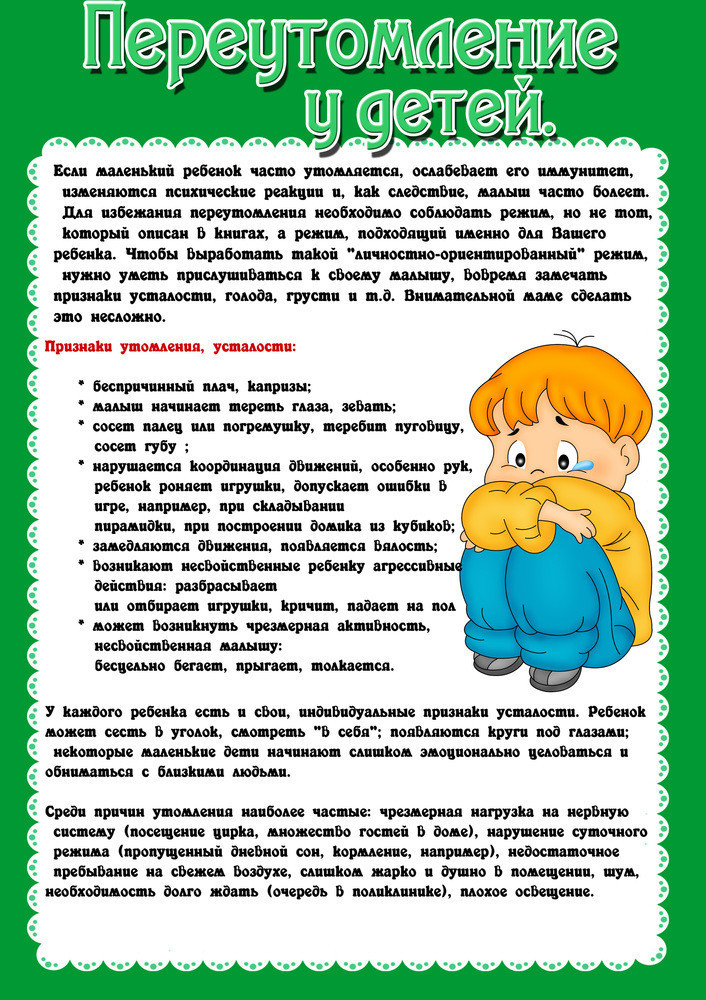 Переутомление
у детей.
Если маленький ребенок часто утомляется, ослабевает его иммунитет,
изменяются психические реакции и, как следствие, малыш часто болеет.
Для избежания переутомления необходимо соблюдать режим, но не тот,
который описан в книгах, а режим, подходящий именно для Вашего
ребенка. Чтобы выработать такой "личностно-ориентированный" режим,
нужно уметь прислушиваться к своему малышу, вовремя замечать
признаки усталости, голода, грусти и т.д. Внимательной маме сделать
это несложно.
Признаки утомления, усталости:
* беспричинный плач, капризы;
* малыш начинает тереть глаза, зевать;
* сосет палец или погремушку, теребит пуговицу,
сосет губу ;
* нарушается координация движений, особенно рук,
ребенок роняет игрушки, допускает ошибки в
игре, например, при складывании
пирамидки, при построении домика из кубиков;
* замедляются движения, появляется вялость;
* возникают несвойственные ребенку агрессивные
действия: разбрасывает
или отбирает игрушки, кричит, падает на пол
* может возникнуть чрезмерная активность,
несвойственная малышу:
бесцельно бегает, прыгает, толкается.
У каждого ребенка есть и свои, индивидуальные признаки усталости. Ребенок
может сесть в уголок, смотреть "в себя"; появляются круги под глазами;
некоторые маленькие дети начинают слишком эмоционально целоваться и
обниматься с близкими людьми.
Среди причин утомления наиболее частые: чрезмерная нагрузка на нервную
систему (посещение цирка, множество гостей в доме), нарушение суточного
режима (пропущенный дневной сон, кормление, например), недостаточное
пребывание на свежем воздухе, слишком жарко и душно в помещении, шум,
необходимость долго ждать (очередь в поликлинике), плохое освещение.